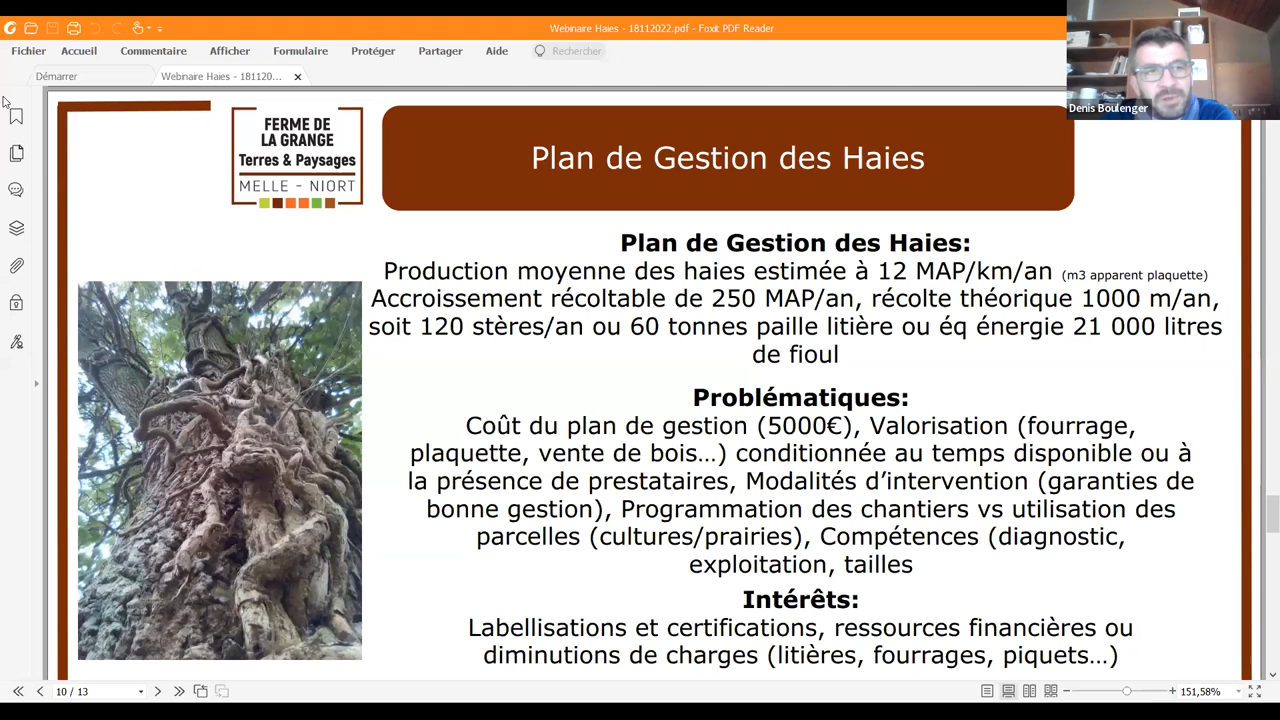 Webinaire Haies - 18112022.pdf - Foxit PDF Reader
Fichier Accueil Commentaire Afficher Formulaire Protéger Partager Aide Rechercher
Démarrer Webinaire Haies - 181120...
Denis Boulenger
FERME DE
LA GRANGE
Terres & Paysages
MELLE - NIORT
Plan de Gestion des Haies
Plan de Gestion des Haies:
Production moyenne des haies estimée à 12 MAP/km/an (m3 apparent plaquette)
Accroissement récoltable de 250 MAP/an, récolte théorique 1000 m/an,
soit 120 stères/an ou 60 tonnes paille litière ou éq énergie 21 000 litres
de fioul
Problématiques:
Coût du plan de gestion (5000€), Valorisation (fourrage,
plaquette, vente de bois…) conditionnée au temps disponible ou à
la présence de prestataires, Modalités d’intervention (garanties de
bonne gestion), Programmation des chantiers vs utilisation des
parcelles (cultures/prairies), Compétences (diagnostic,
exploitation, tailles
Intérêts:
Labellisations et certifications, ressources financières ou
diminutions de charges (litières, fourrages, piquets…)
10 / 13
151,58%